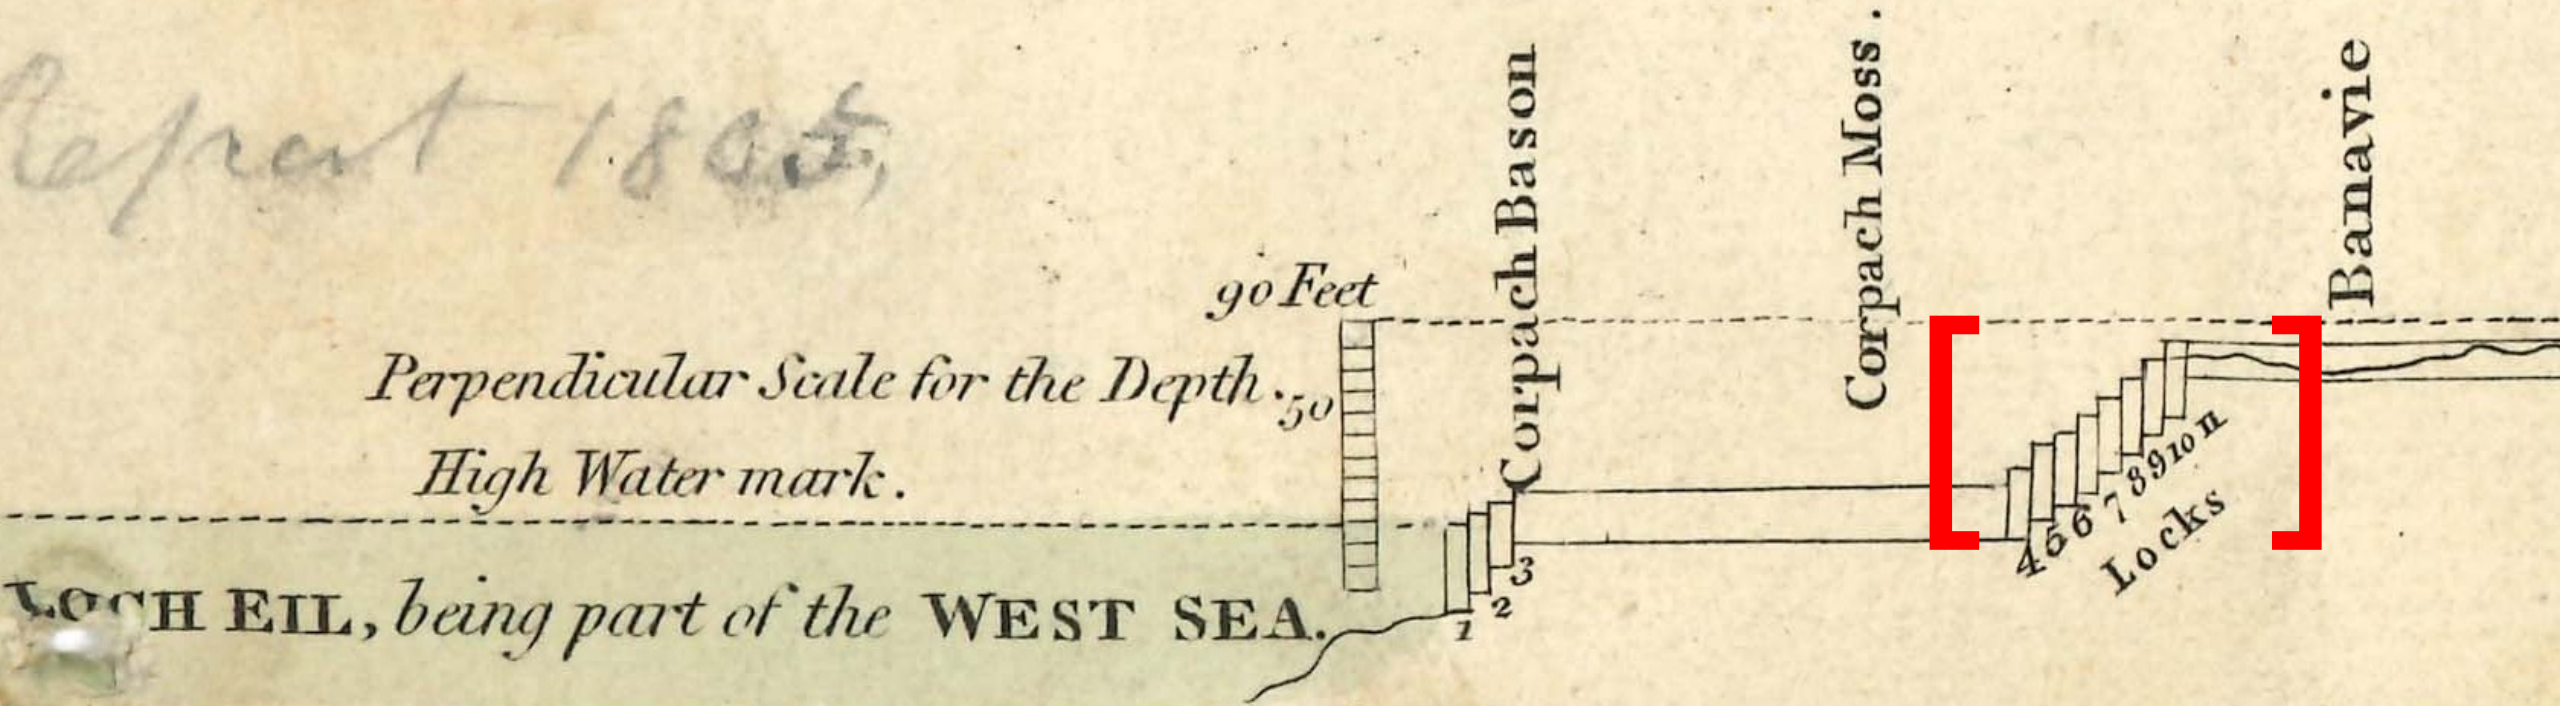 Report 1805,
Corpach Bason
Corpach Moss.
Banavie
90 Feet
Perpendicular Scale for the Depth.
50
High Water mark.
LOCH EIL, being part of the WEST SEA.
1
2
3
4 5 6 7 8 9 10 11
Locks